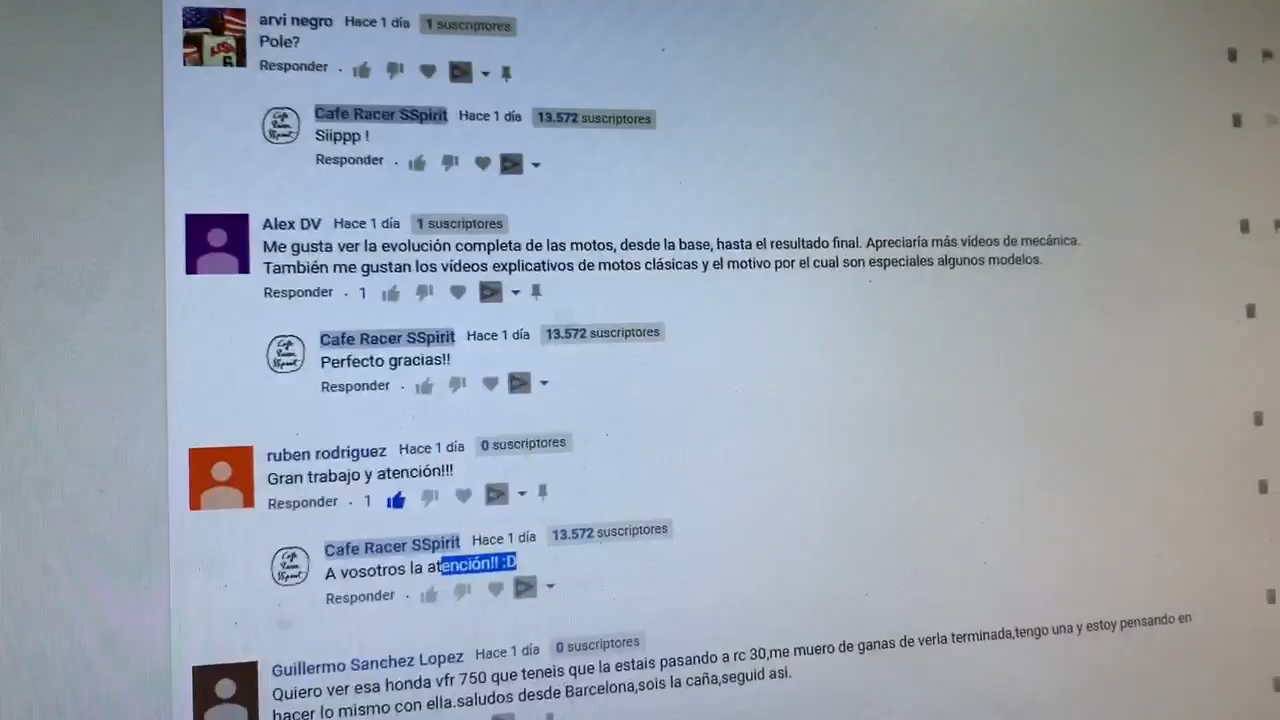 arvi negro Hace 1 día 1 suscriptores
Pole?
Responder
Cafe Racer SSpirit Hace 1 día 13.572 suscriptores
Siippp !
Responder
Alex DV Hace 1 día 1 suscriptores
Me gusta ver la evolución completa de las motos, desde la base, hasta el resultado final. Apreciaría más vídeos de mecánica.
También me gustan los vídeos explicativos de motos clásicas y el motivo por el cual son especiales algunos modelos.
Responder · 1
Cafe Racer SSpirit Hace 1 día 13.572 suscriptores
Perfecto gracias!!
Responder
ruben rodriguez Hace 1 día 0 suscriptores
Gran trabajo y atención!!!
Responder · 1
Cafe Racer SSpirit Hace 1 día 13.572 suscriptores
A vosotros la atención!! :D
Responder
Guillermo Sanchez Lopez Hace 1 día 0 suscriptores
Quiero ver esa honda vfr 750 que teneis que la estais pasando a rc 30,me muero de ganas de verla terminada,tengo una y estoy pensando en
hacer lo mismo con ella.saludos desde Barcelona,sois la caña,seguid asi.